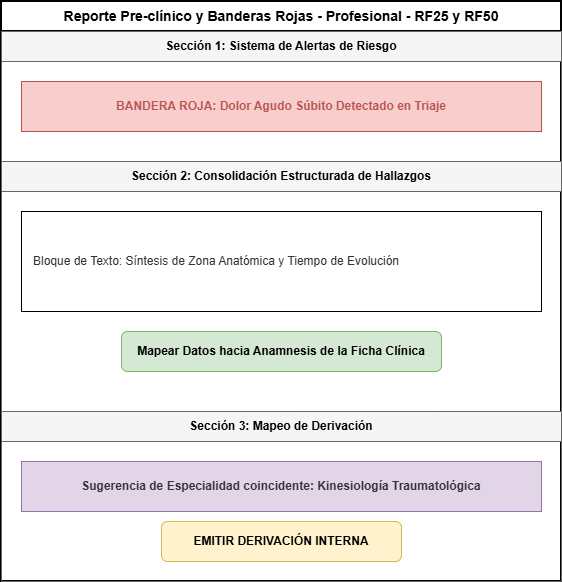 Reporte Pre-clínico y Banderas Rojas - Profesional - RF25 y RF50
Sección 1: Sistema de Alertas de Riesgo
BANDERA ROJA: Dolor Agudo Súbito Detectado en Triaje
Sección 2: Consolidación Estructurada de Hallazgos
Bloque de Texto: Síntesis de Zona Anatómica y Tiempo de Evolución
Mapear Datos hacia Anamnesis de la Ficha Clínica
Sección 3: Mapeo de Derivación
Sugerencia de Especialidad coincidente: Kinesiología Traumatológica
EMITIR DERIVACIÓN INTERNA